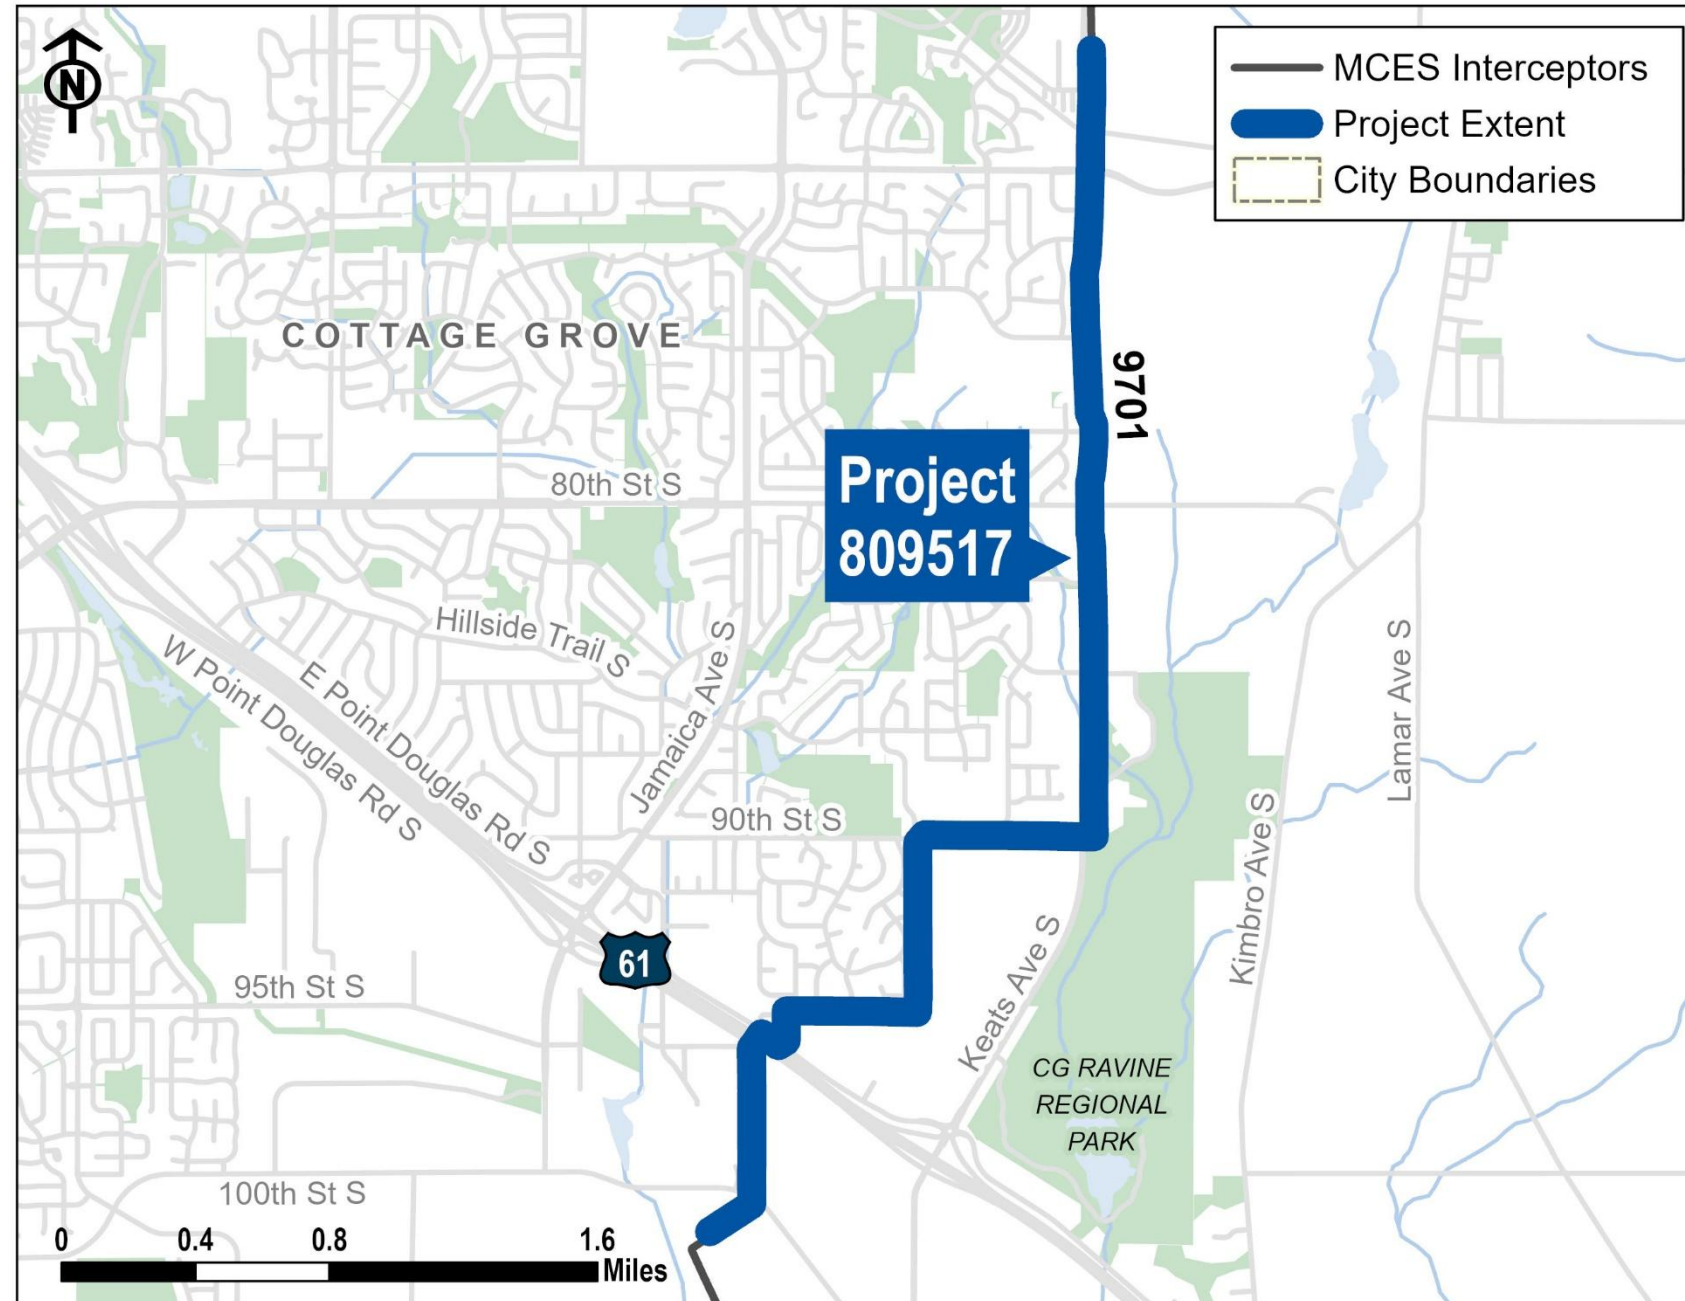 N
MCES Interceptors
Project Extent
City Boundaries
COTTAGE GROVE
9701
Project
809517
80th St S
Hillside Trail S
Jamaica Ave S
E Point Douglas Rd S
W Point Douglas Rd S
Lamar Ave S
90th St S
Kimbro Ave S
61
95th St S
Keats Ave S
CG RAVINE
REGIONAL
PARK
100th St S
0 0.4 0.8 1.6
Miles